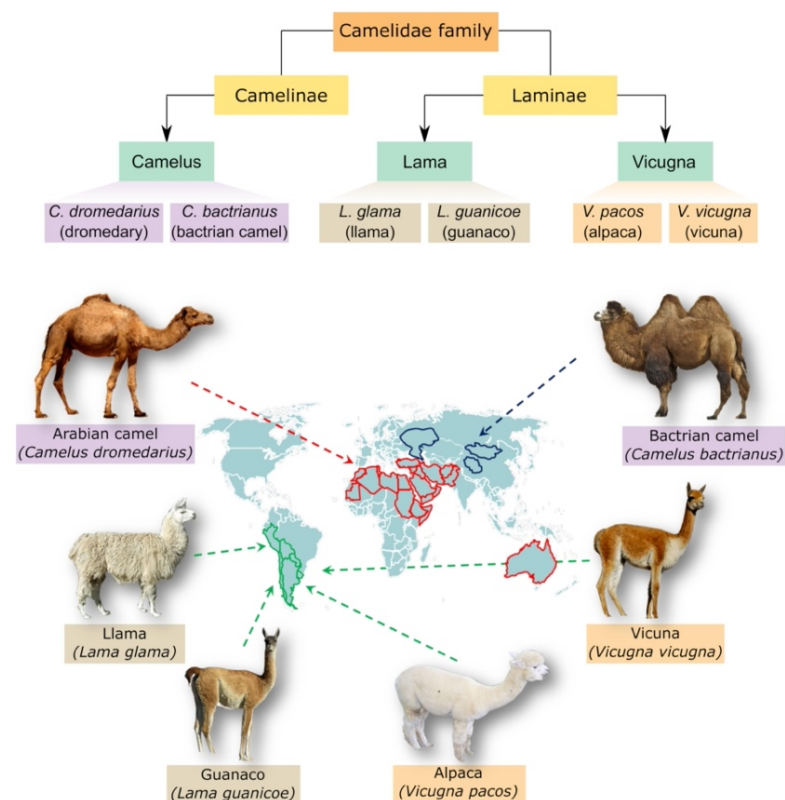 Camelidae family
Camelinae
Laminae
Camelus
Lama
Vicugna
C. dromedarius
(dromedary)
C. bactrianus
(bactrian camel)
L. glama
(llama)
L. guanicoe
(guanaco)
V. pacos
(alpaca)
V. vicugna
(vicuna)
Arabian camel
(Camelus dromedarius)
Bactrian camel
(Camelus bactrianus)
Llama
(Lama glama)
Vicuna
(Vicugna vicugna)
Guanaco
(Lama guanicoe)
Alpaca
(Vicugna pacos)